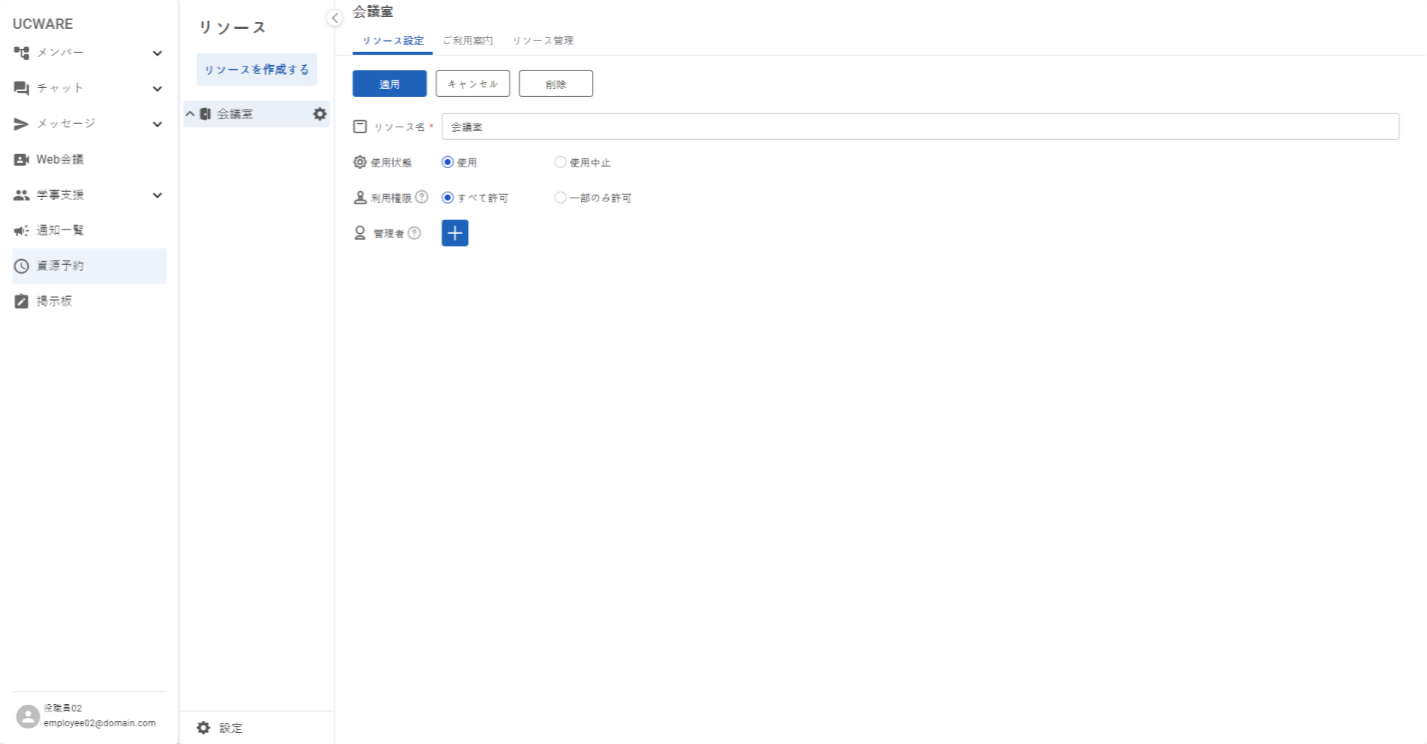 UCWARE
メンバー
チャット
メッセージ
Web会議
学事支援
通知一覧
資源予約
掲示板
役職員02
employee02@domain.com
リソース
リソースを作成する
会議室
設定
会議室
リソース設定 ご利用案内 リソース管理
適用 キャンセル 削除
リソース名 * 会議室
使用状態 使用 使用中止
利用権限 ? すべて許可 一部のみ許可
管理者 ?